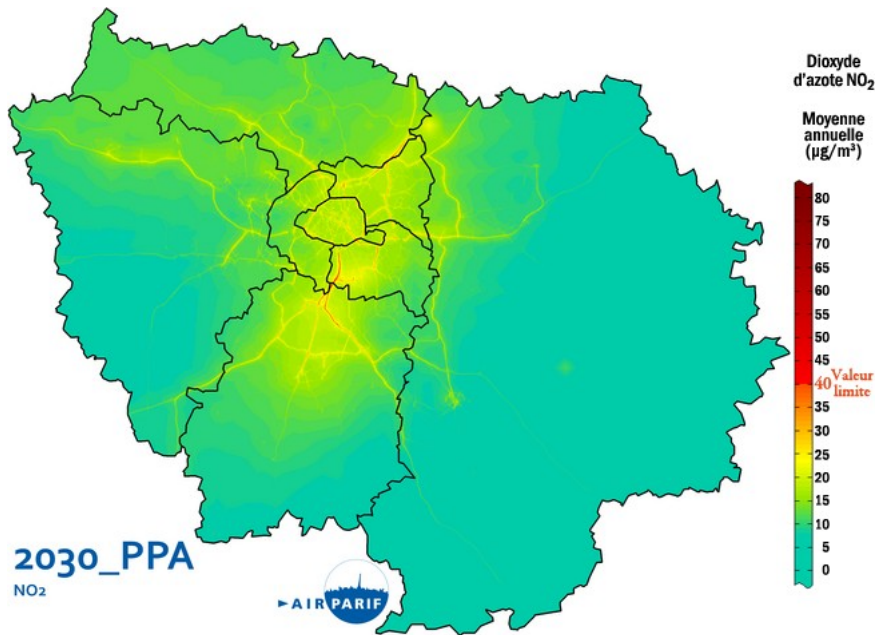 Dioxyde
d'azote NO₂
Moyenne
annuelle
(µg/m³)
80
75
70
65
60
55
50
45
40 Valeur
limite
35
30
25
20
15
10
5
0
2030_PPA
NO₂
AIRPARIF